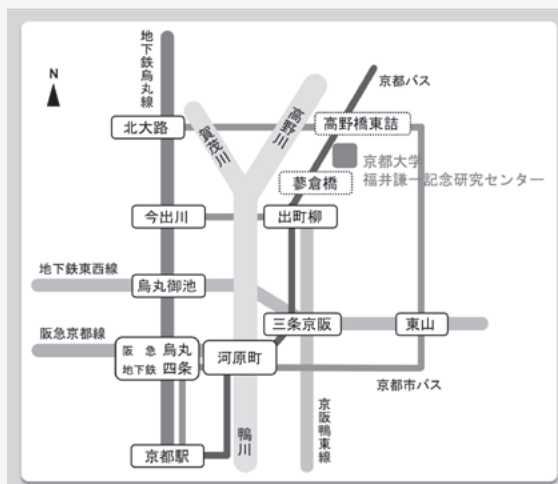 地下鉄烏丸線
N
京都バス
高野川
賀茂川
北大路
高野橋東詰
京都大学
福井謙一記念研究センター
蓼倉橋
今出川
出町柳
地下鉄東西線
烏丸御池
三条京阪
東山
阪急京都線
阪急 烏丸
地下鉄 四条
河原町
京都市バス
京阪鴨東線
鴨川
京都駅